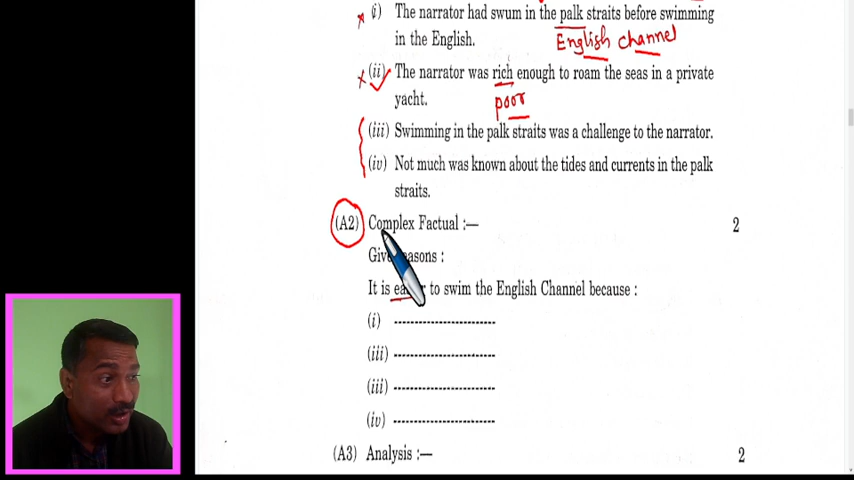 (i) The narrator had swum in the palk straits before swimming
in the English.
English channel
(ii) The narrator was rich enough to roam the seas in a private
yacht.
poor
(iii) Swimming in the palk straits was a challenge to the narrator.
(iv) Not much was known about the tides and currents in the palk
straits.
(A2) Complex Factual :— 2
Give
It is to swim the English Channel because :
(i) ------------------------
(iii) ------------------------
(iii) ------------------------
(iv) ------------------------
(A3) Analysis :— 2